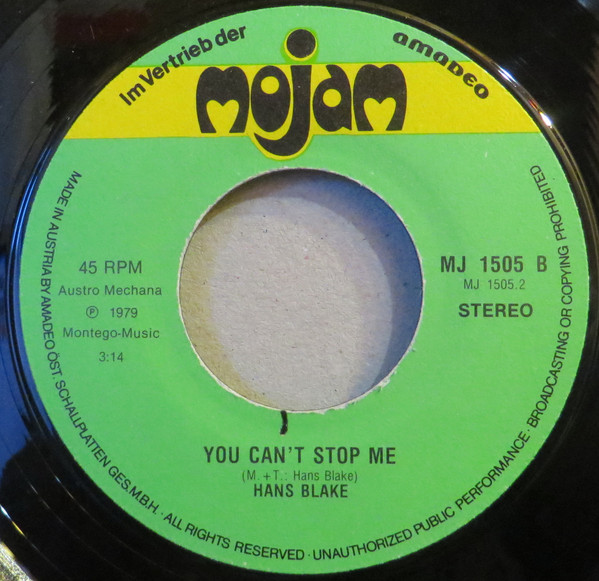 Im Vertrieb der
amadeo
mojam
45 RPM
Austro Mechana
℗ 1979
Montego-Music
3:14
MJ 1505 B
MJ 1505.2
STEREO
YOU CAN'T STOP ME
(M. + T.: Hans Blake)
HANS BLAKE
MADE IN AUSTRIA BY AMADEO ÖST. SCHALLPLATTEN GES.M.B.H. · ALL RIGHTS RESERVED · UNAUTHORIZED PUBLIC PERFORMANCE · BROADCASTING OR COPYING PROHIBITED